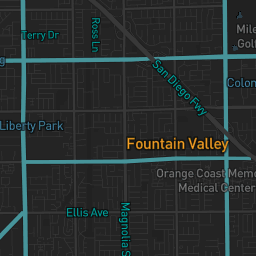 Terry Dr
Ross Ln
Mile
Golf
San Diego Fwy
Colon
Liberty Park
Fountain Valley
Orange Coast Memo
Medical Center
Ellis Ave
Magnolia S